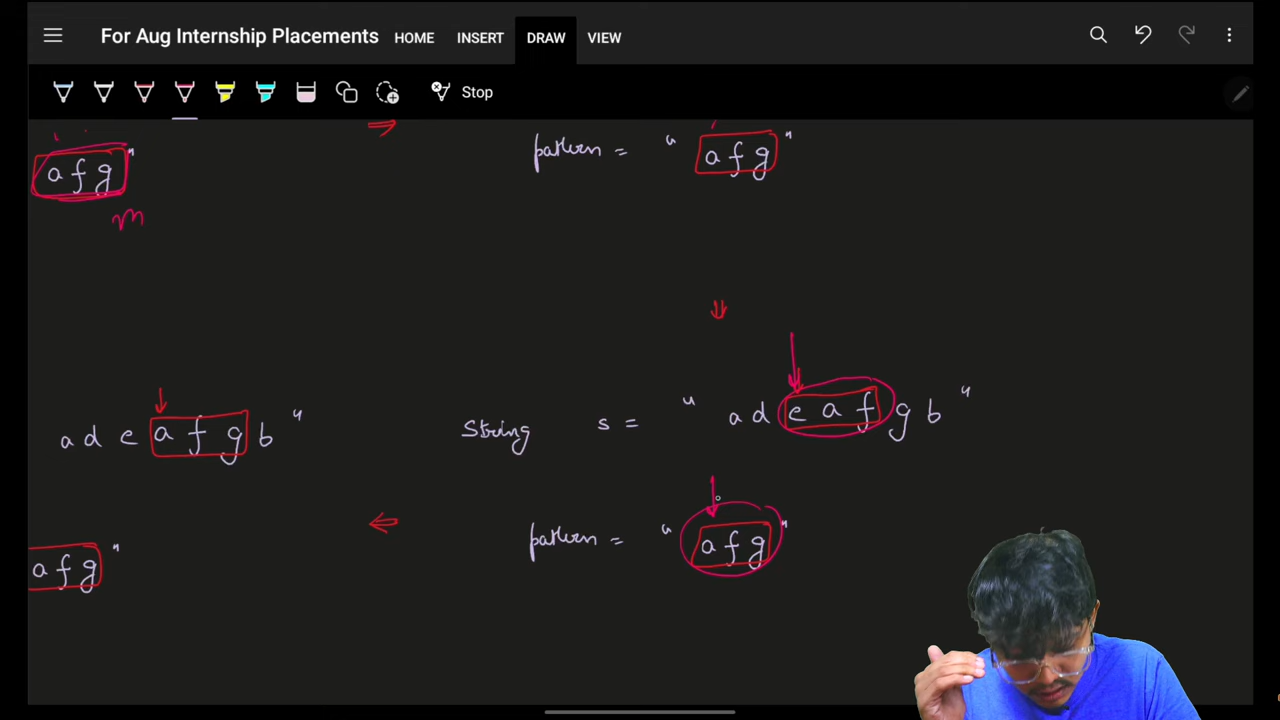 For Aug Internship Placements HOME INSERT DRAW VIEW
Stop
afg" pattern = "afg"
m
adeafgb" String s = "adeafgb"
afg" pattern = "afg"